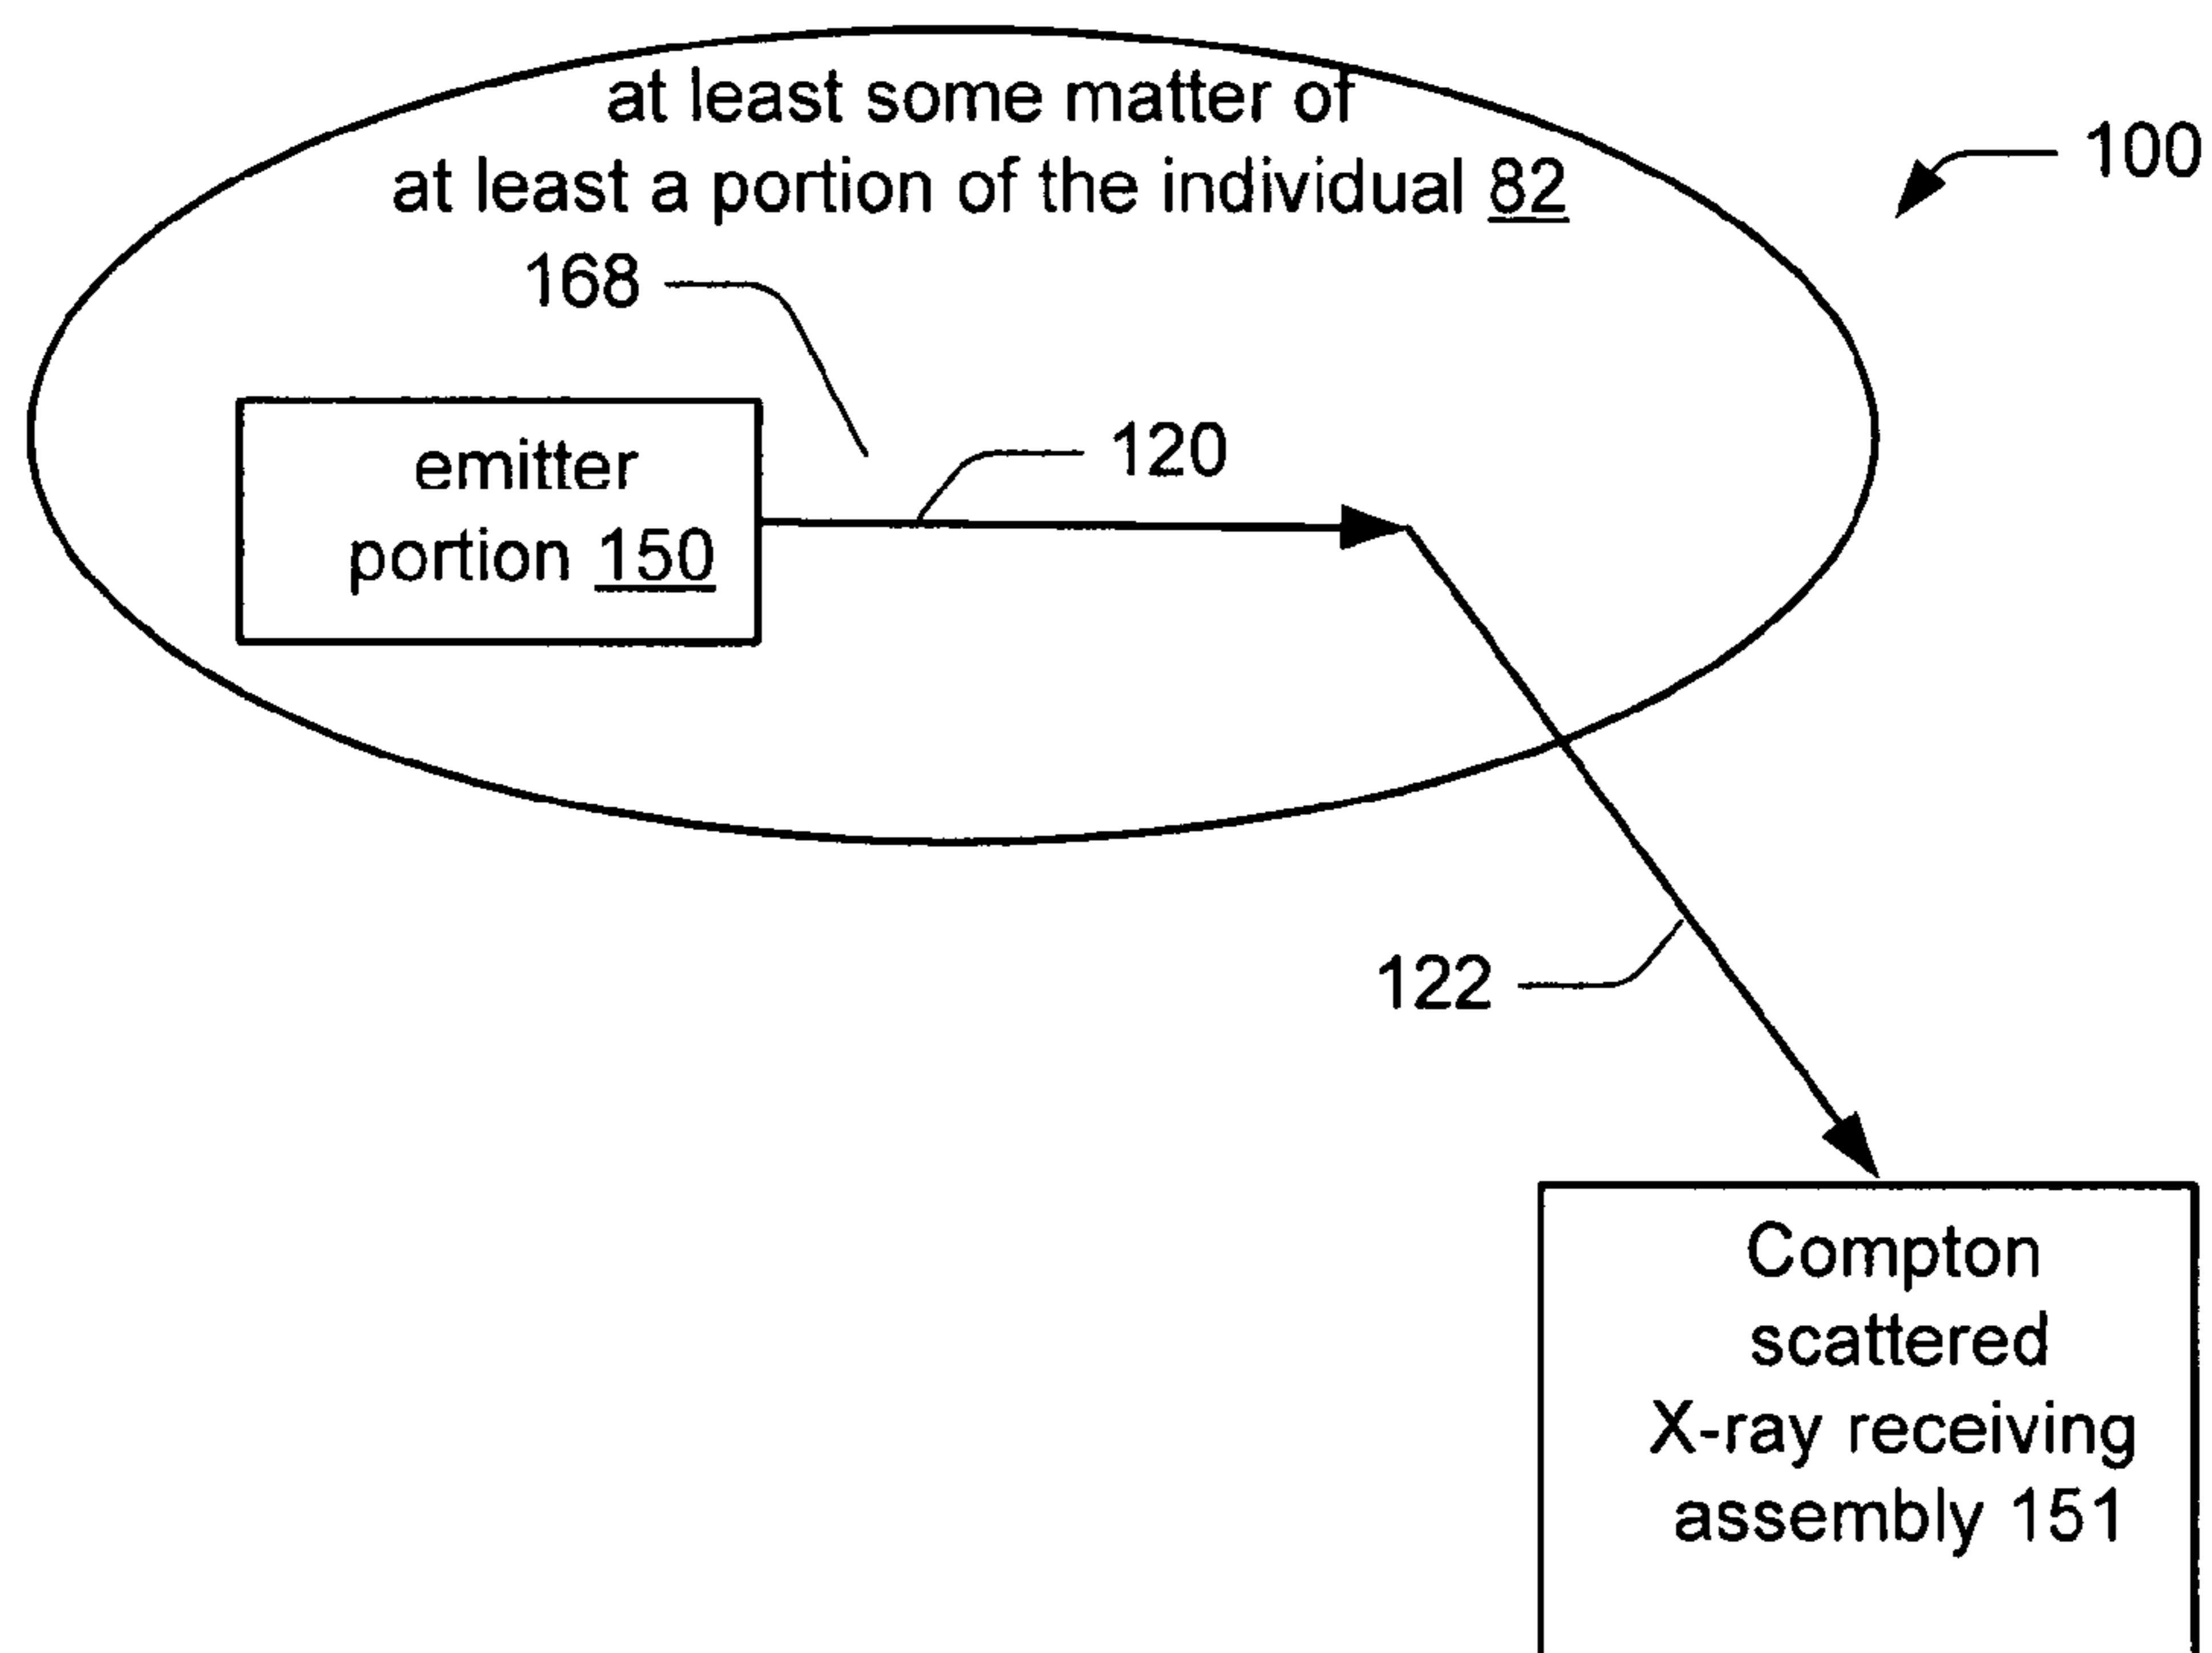 at least some matter of
at least a portion of the individual 82
100
168
120
emitter
portion 150
122
Compton
scattered
X-ray receiving
assembly 151